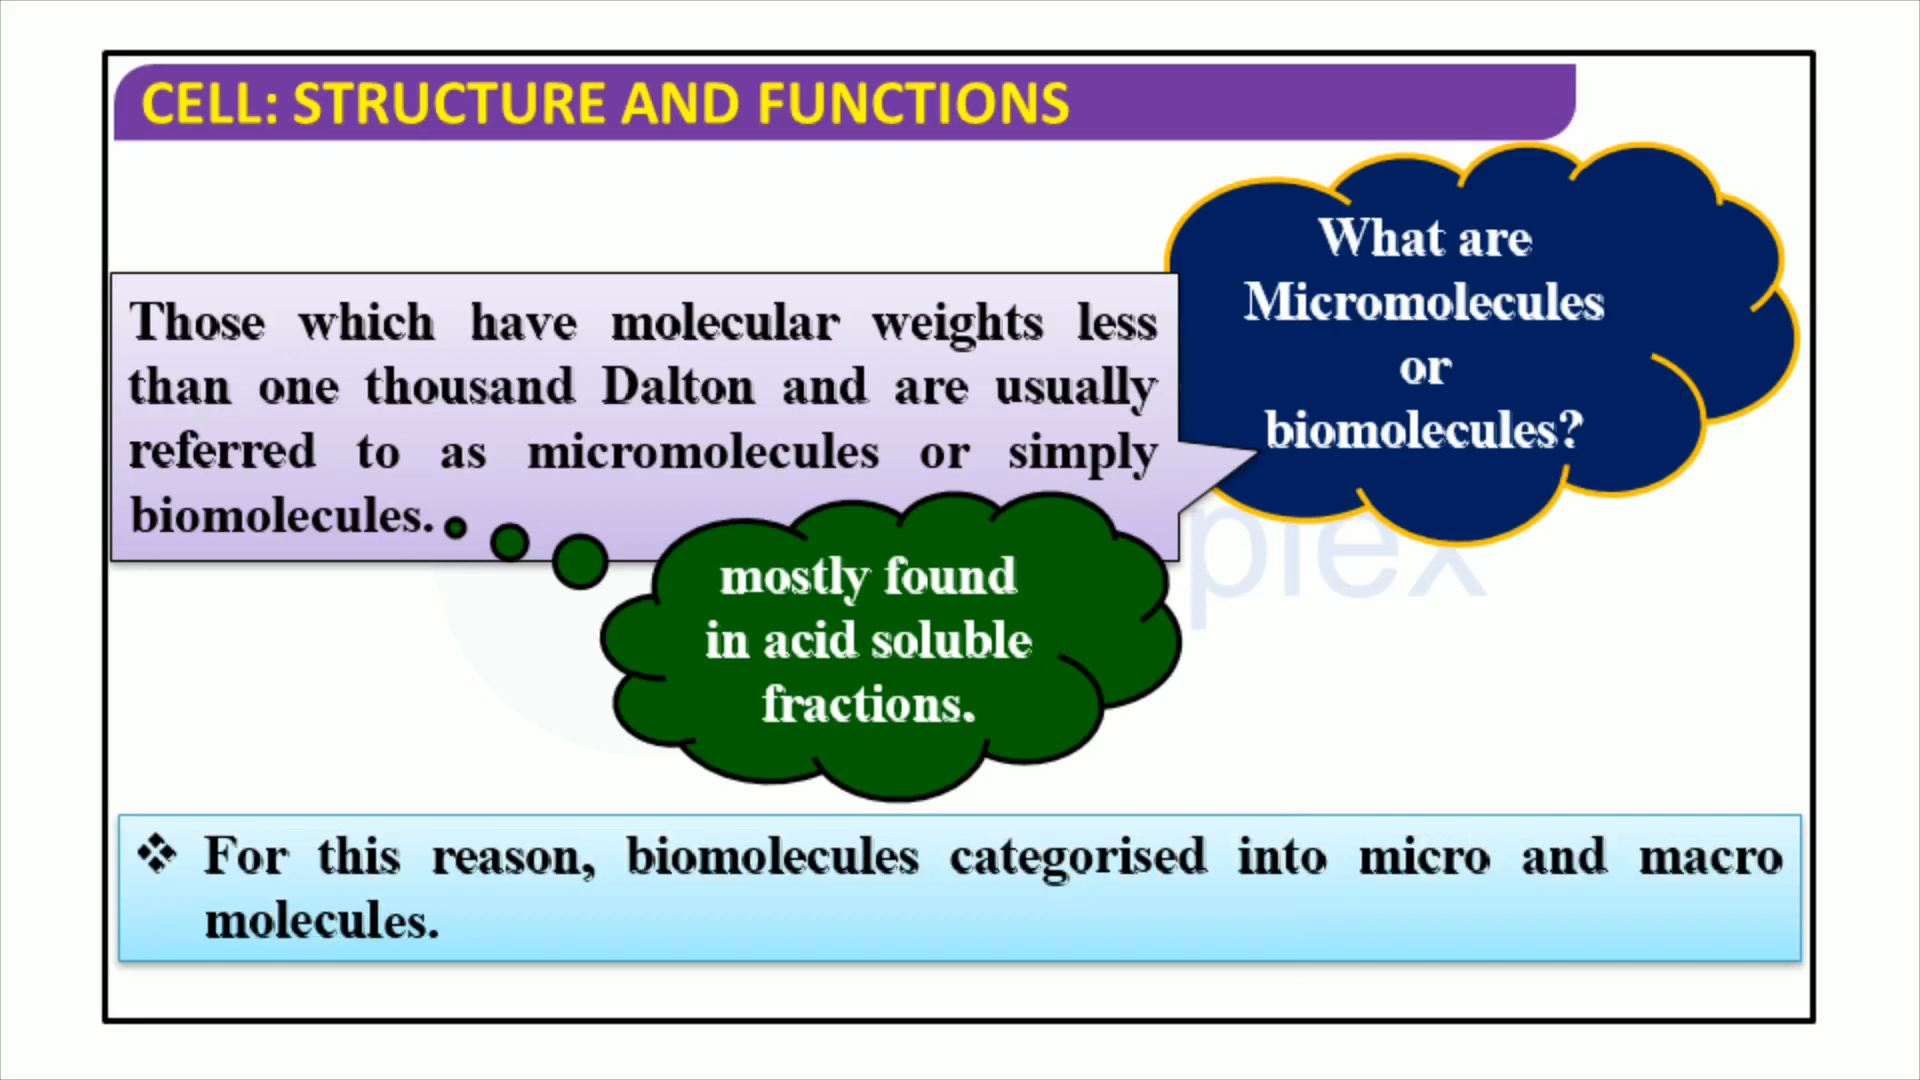 CELL: STRUCTURE AND FUNCTIONS
What are
Micromolecules
or
biomolecules?
Those which have molecular weights less
than one thousand Dalton and are usually
referred to as micromolecules or simply
biomolecules.
mostly found
in acid soluble
fractions.
❖ For this reason, biomolecules categorised into micro and macro
molecules.